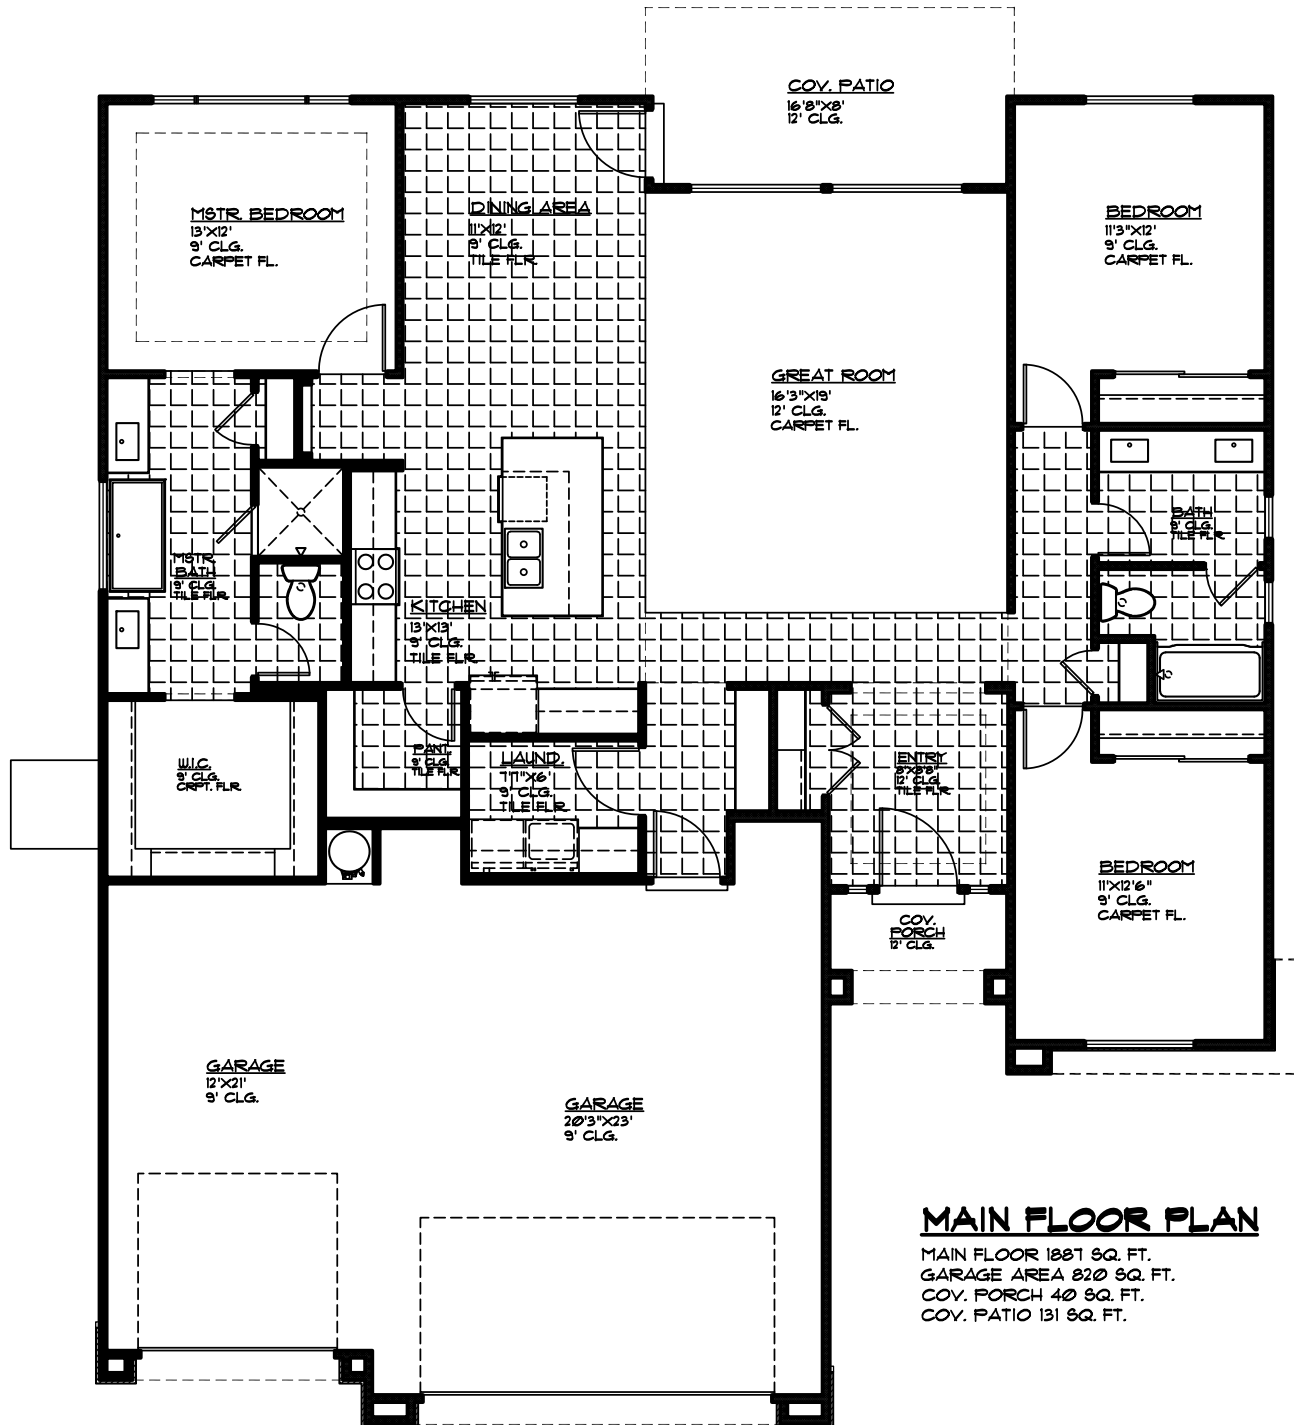 COV. PATIO
16'8"X8'
12' CLG.
MSTR. BEDROOM
13'X12'
9' CLG.
CARPET FL.
DINING AREA
11'X12'
9' CLG.
TILE FLR.
BEDROOM
11'3"X12'
9' CLG.
CARPET FL.
GREAT ROOM
16'3"X19'
12' CLG.
CARPET FL.
BATH
9' CLG.
TILE FLR.
MSTR.
BATH
9' CLG.
TILE FLR.
KITCHEN
13'X13'
9' CLG.
TILE FLR.
W.I.C.
9' CLG.
CRPT. FLR.
PANT.
9' CLG.
TILE FLR.
LAUND.
7'7"X6'
9' CLG.
TILE FLR.
ENTRY
8'X8'8"
12' CLG.
TILE FLR.
BEDROOM
11'X12'6"
9' CLG.
CARPET FL.
COV.
PORCH
12' CLG.
GARAGE
12'X21'
9' CLG.
GARAGE
20'3"X23'
9' CLG.
MAIN FLOOR PLAN
MAIN FLOOR 1887 SQ. FT.
GARAGE AREA 820 SQ. FT.
COV. PORCH 40 SQ. FT.
COV. PATIO 131 SQ. FT.